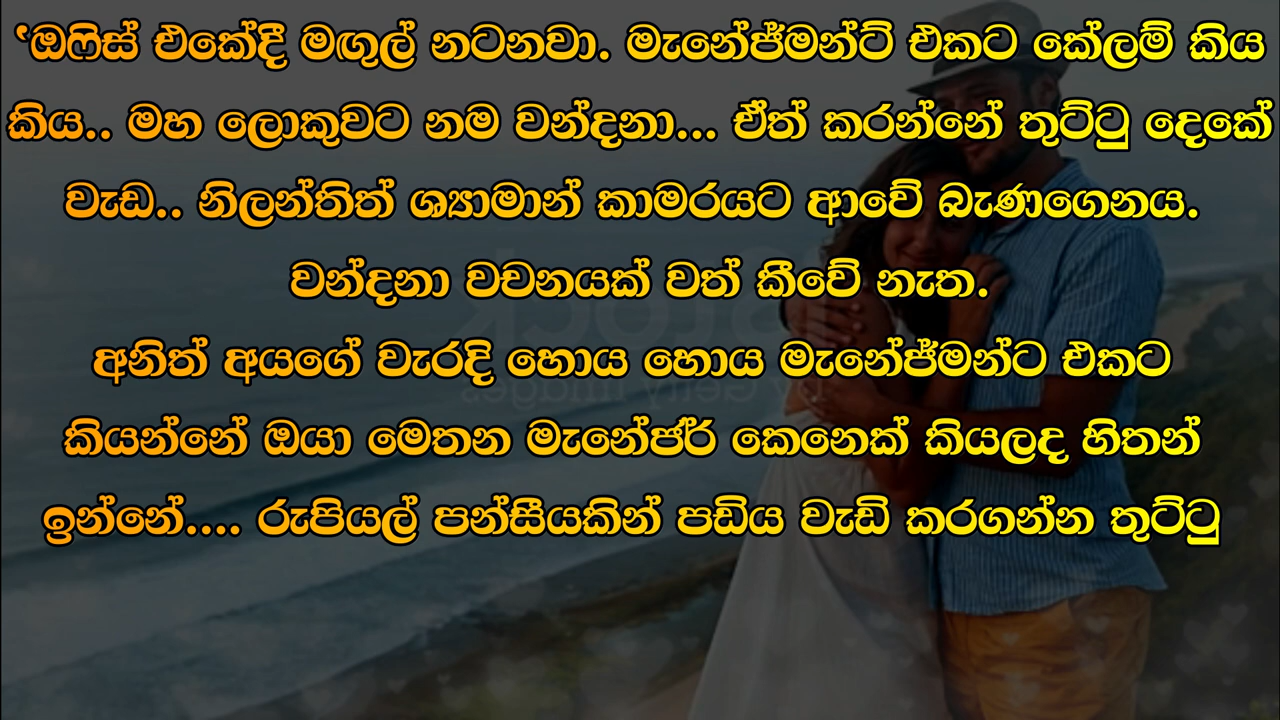 ‘ඔෆිස් එකේදී මඟුල් නටනවා. මැනේජ්මන්ට් එකට කේලම් කිය
කිය.. මහ ලොකුවට නම වන්දනා... ඒත් කරන්නේ තුට්ටු දෙකේ
වැඩ.. නිලන්තිත් ශ්‍යාමාන් කාමරයට ආවේ බැණගෙනය.
වන්දනා වචනයක් වත් කීවේ නැත.
අනිත් අයගේ වැරදි හොය හොය මැනේජ්මන්ට එකට
කියන්නේ ඔයා මෙතන මැනේජර් කෙනෙක් කියලද හිතන්
ඉන්නේ.... රුපියල් පන්සීයකින් පඩිය වැඩි කරගන්න තුට්ටු